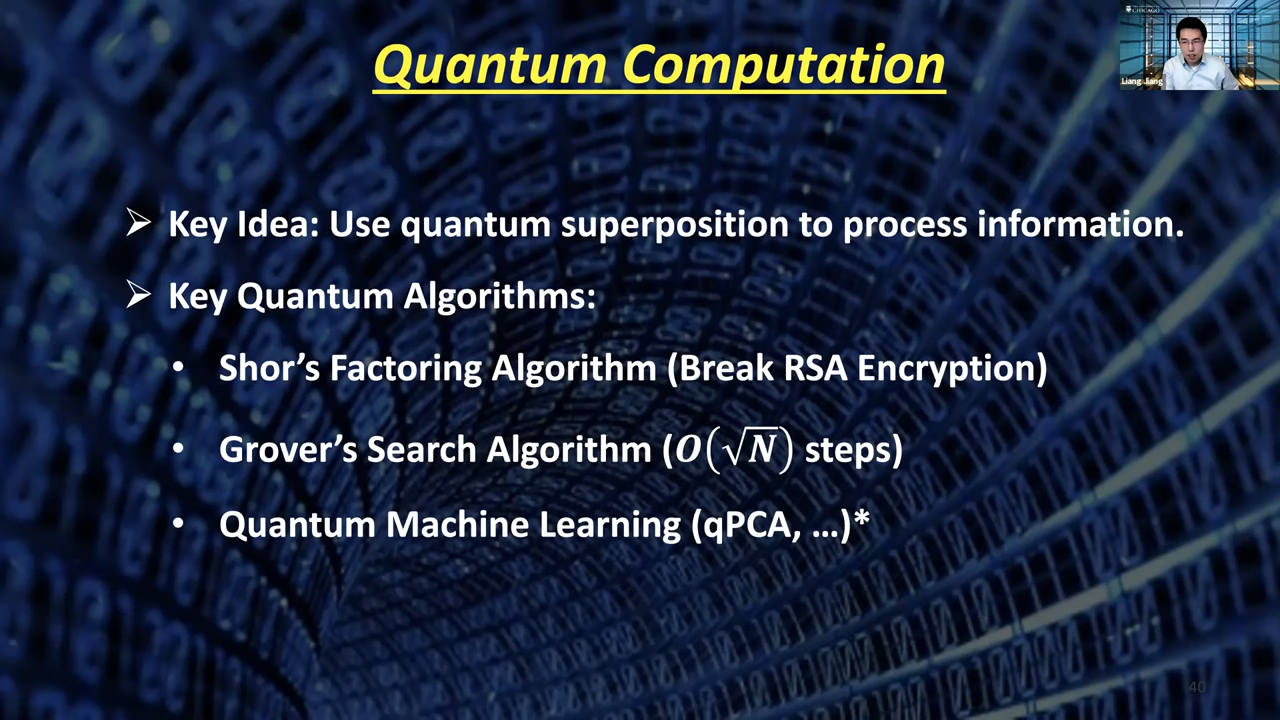 CHICAGO
Quantum Computation
Liang Jiang
➢ Key Idea: Use quantum superposition to process information.
➢ Key Quantum Algorithms:
• Shor’s Factoring Algorithm (Break RSA Encryption)
• Grover’s Search Algorithm (O(√N) steps)
• Quantum Machine Learning (qPCA, …)*
40